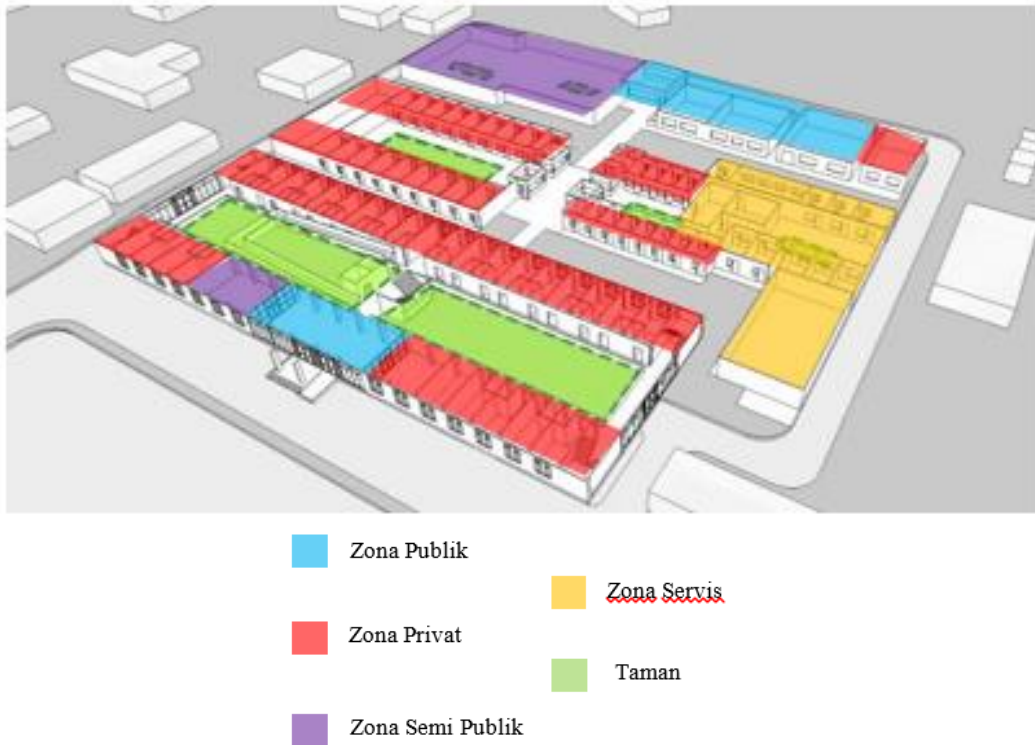 Zona Publik
Zona Servis
Zona Privat
Taman
Zona Semi Publik